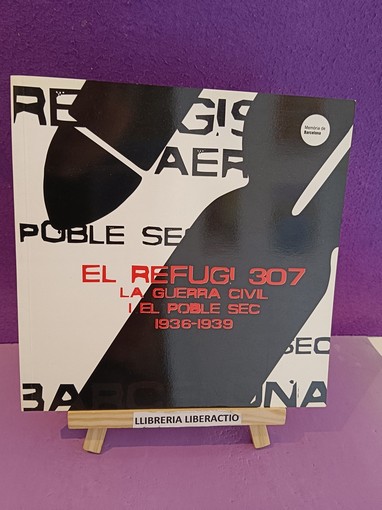 REFUGIS
AER
Memòria de
Barcelona
POBLE SEC
EL REFUGI 307
LA GUERRA CIVIL
I EL POBLE SEC
1936-1939
SEC
BARCELONA
LLIBRERIA LIBERACTIO